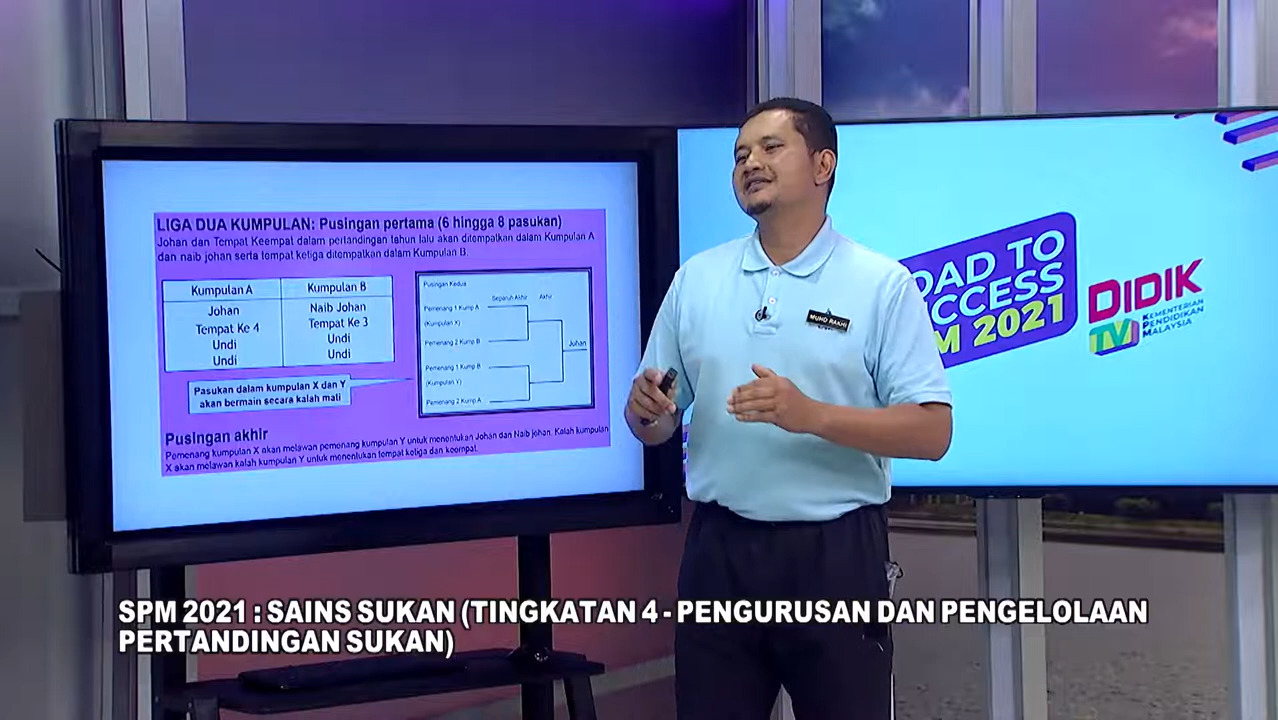 LIGA DUA KUMPULAN: Pusingan pertama (6 hingga 8 pasukan)
Johan dan Tempat Keempat dalam pertandingan tahun lalu akan ditempatkan dalam Kumpulan A
dan naib johan serta tempat ketiga ditempatkan dalam Kumpulan B.
Kumpulan A
Kumpulan B
Johan
Naib Johan
Tempat Ke 4
Tempat Ke 3
Undi
Undi
Undi
Undi
Pusingan Kedua
Separuh Akhir
Akhir
Pemenang 1 Kump A
(Kumpulan X)
Pemenang 2 Kump B
Johan
Pemenang 1 Kump B
(Kumpulan Y)
Pemenang 2 Kump A
Pasukan dalam kumpulan X dan Y
akan bermain secara kalah mati
Pusingan akhir
Pemenang kumpulan X akan melawan pemenang kumpulan Y untuk menentukan Johan dan Naib johan. Kalah kumpulan
X akan melawan kalah kumpulan Y untuk menentukan tempat ketiga dan keempat.
MUHD RAKHI
OAD TO
CCESS
M 2021
DIDIK
TV
KEMENTERIAN
PENDIDIKAN
MALAYSIA
SPM 2021 : SAINS SUKAN (TINGKATAN 4 - PENGURUSAN DAN PENGELOLAAN
PERTANDINGAN SUKAN)